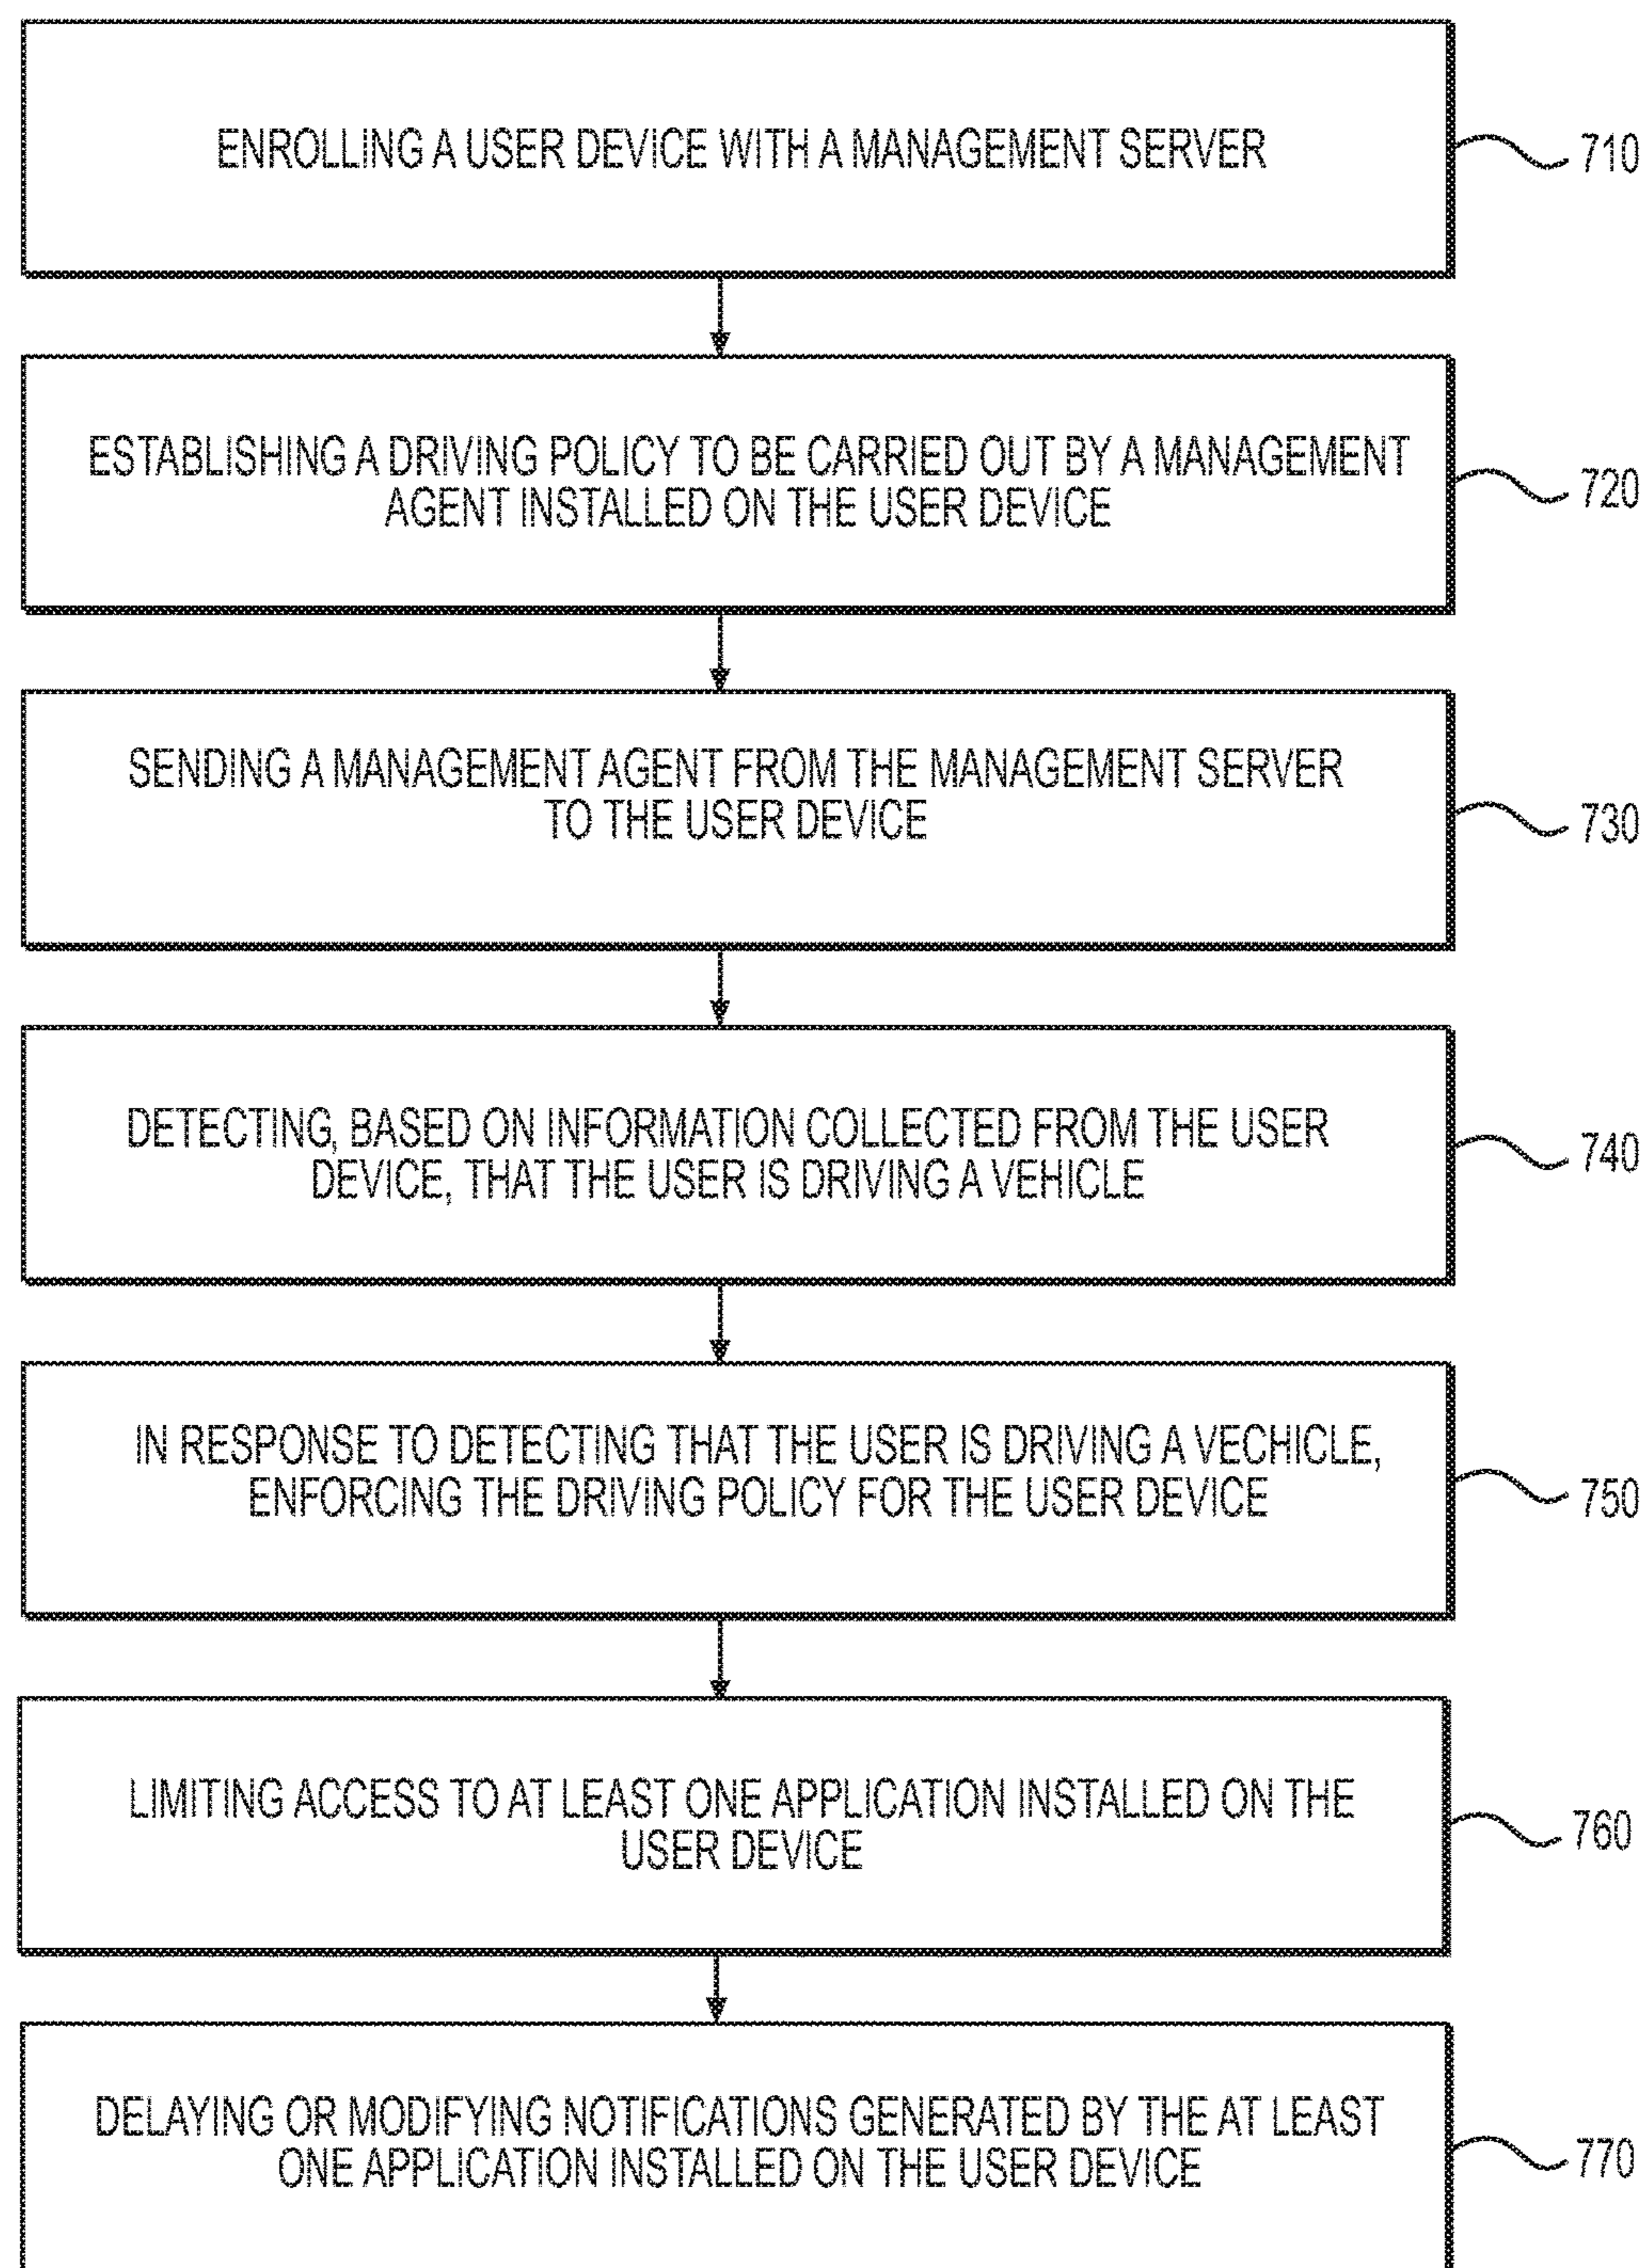 ENROLLING A USER DEVICE WITH A MANAGEMENT SERVER
710
ESTABLISHING A DRIVING POLICY TO BE CARRIED OUT BY A MANAGEMENT
AGENT INSTALLED ON THE USER DEVICE
720
SENDING A MANAGEMENT AGENT FROM THE MANAGEMENT SERVER
TO THE USER DEVICE
730
DETECTING, BASED ON INFORMATION COLLECTED FROM THE USER
DEVICE, THAT THE USER IS DRIVING A VEHICLE
740
IN RESPONSE TO DETECTING THAT THE USER IS DRIVING A VECHICLE,
ENFORCING THE DRIVING POLICY FOR THE USER DEVICE
750
LIMITING ACCESS TO AT LEAST ONE APPLICATION INSTALLED ON THE
USER DEVICE
760
DELAYING OR MODIFYING NOTIFICATIONS GENERATED BY THE AT LEAST
ONE APPLICATION INSTALLED ON THE USER DEVICE
770